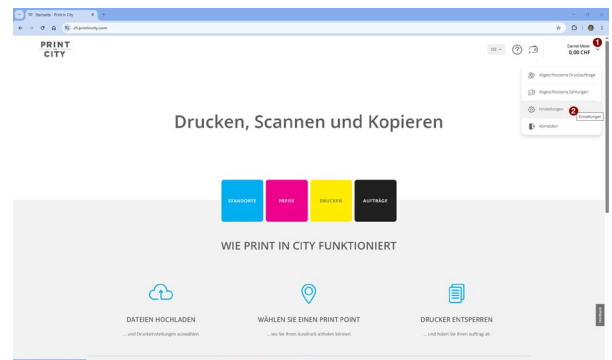 Startseite - Print in City
zh.printincity.com
PRINT
CITY
DE
Daniel Meier
0,00 CHF
1
Abgeschlossene Druckaufträge
Abgeschlossene Zahlungen
Einstellungen
2
Einstellungen
Abmelden
Drucken, Scannen und Kopieren
STANDORTE
PREISE
DRUCKEN
AUFTRÄGE
WIE PRINT IN CITY FUNKTIONIERT
DATEIEN HOCHLADEN
WÄHLEN SIE EINEN PRINT POINT
DRUCKER ENTSPERREN
... und Druckeinstellungen auswählen
... wo Sie Ihren Ausdruck abholen können
... und holen Sie Ihren Auftrag ab
Feedback